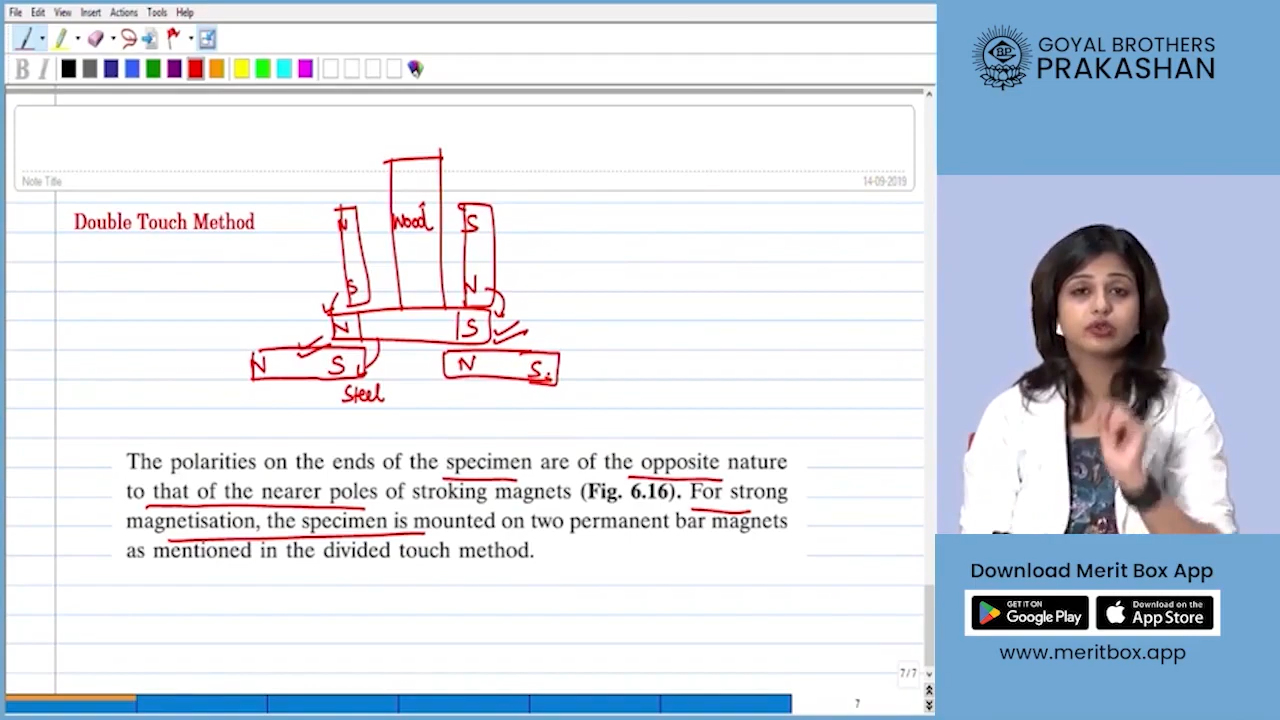 File Edit View Insert Actions Tools Help
GOYAL BROTHERS
PRAKASHAN
BP
B I
Note Title
14-09-2019
Double Touch Method
N Wood S
S N
N S
N S N S
Steel
The polarities on the ends of the specimen are of the opposite nature
to that of the nearer poles of stroking magnets (Fig. 6.16). For strong
magnetisation, the specimen is mounted on two permanent bar magnets
as mentioned in the divided touch method.
Download Merit Box App
GET IT ON
Google Play
Download on the
App Store
www.meritbox.app
7/7
7